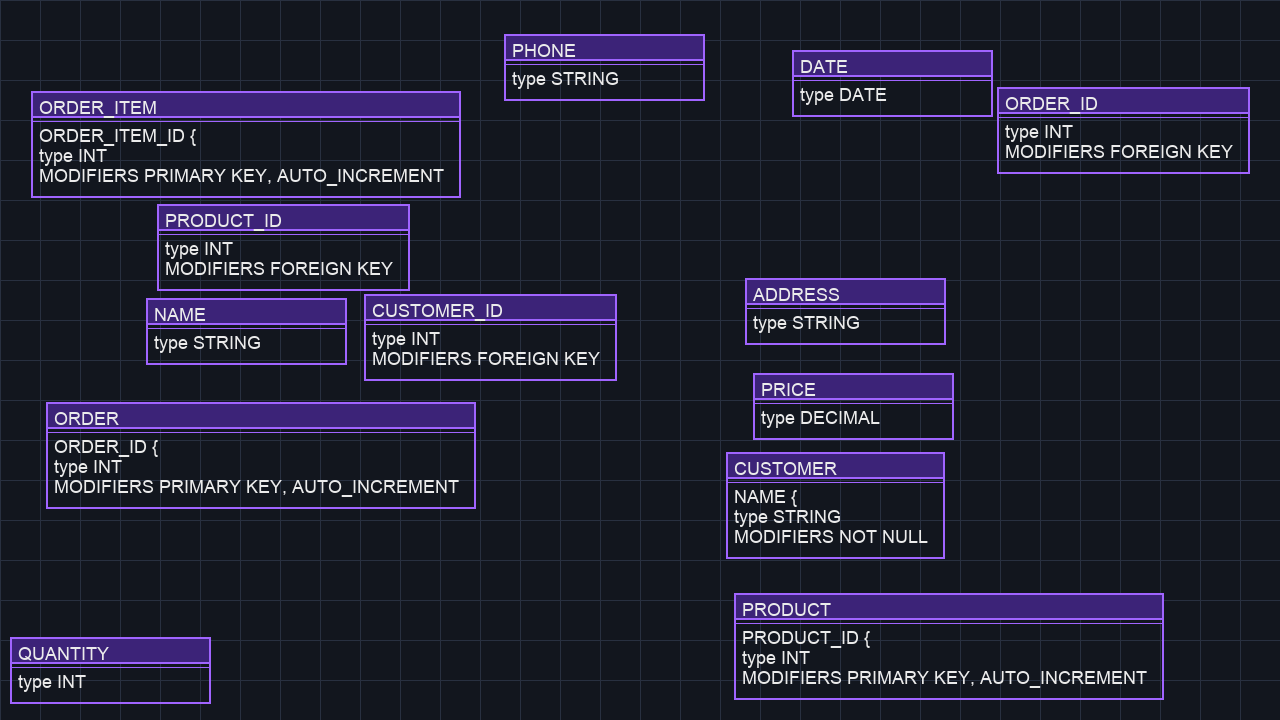 PHONE
type STRING
DATE
type DATE
ORDER_ID
type INT
MODIFIERS FOREIGN KEY
ORDER_ITEM
ORDER_ITEM_ID {
type INT
MODIFIERS PRIMARY KEY, AUTO_INCREMENT
PRODUCT_ID
type INT
MODIFIERS FOREIGN KEY
NAME
type STRING
CUSTOMER_ID
type INT
MODIFIERS FOREIGN KEY
ADDRESS
type STRING
PRICE
type DECIMAL
ORDER
ORDER_ID {
type INT
MODIFIERS PRIMARY KEY, AUTO_INCREMENT
CUSTOMER
NAME {
type STRING
MODIFIERS NOT NULL
PRODUCT
PRODUCT_ID {
type INT
MODIFIERS PRIMARY KEY, AUTO_INCREMENT
QUANTITY
type INT